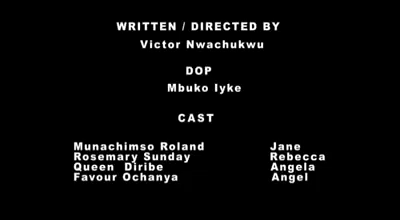 WRITTEN / DIRECTED BY
Victor Nwachukwu
DOP
Mbuko Iyke
CAST
Munachimso Roland Jane
Rosemary Sunday Rebecca
Queen Diribe Angela
Favour Ochanya Angel